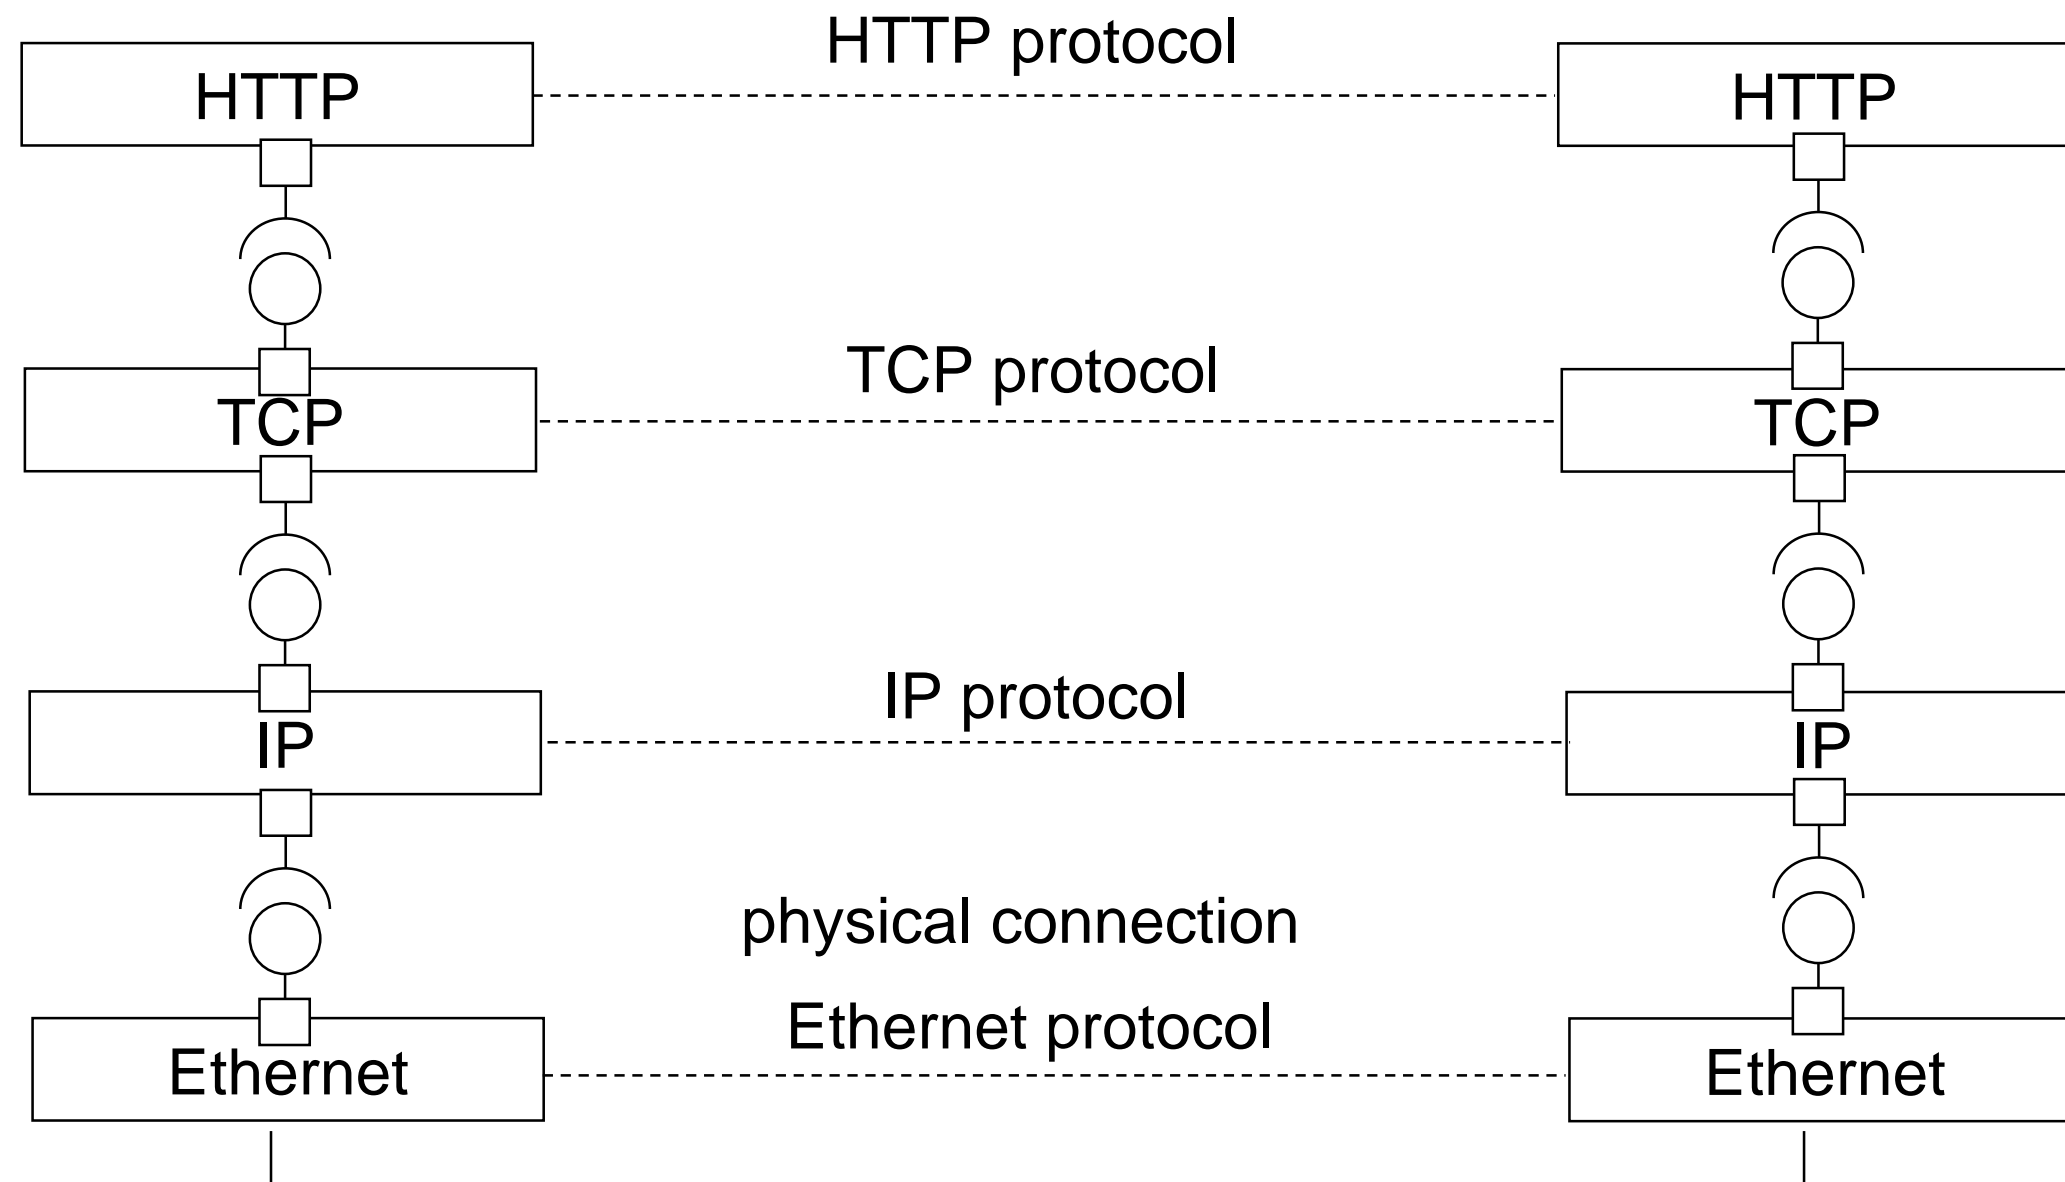 HTTP protocol
HTTP
HTTP
TCP protocol
TCP
TCP
IP protocol
IP
IP
physical connection
Ethernet protocol
Ethernet
Ethernet